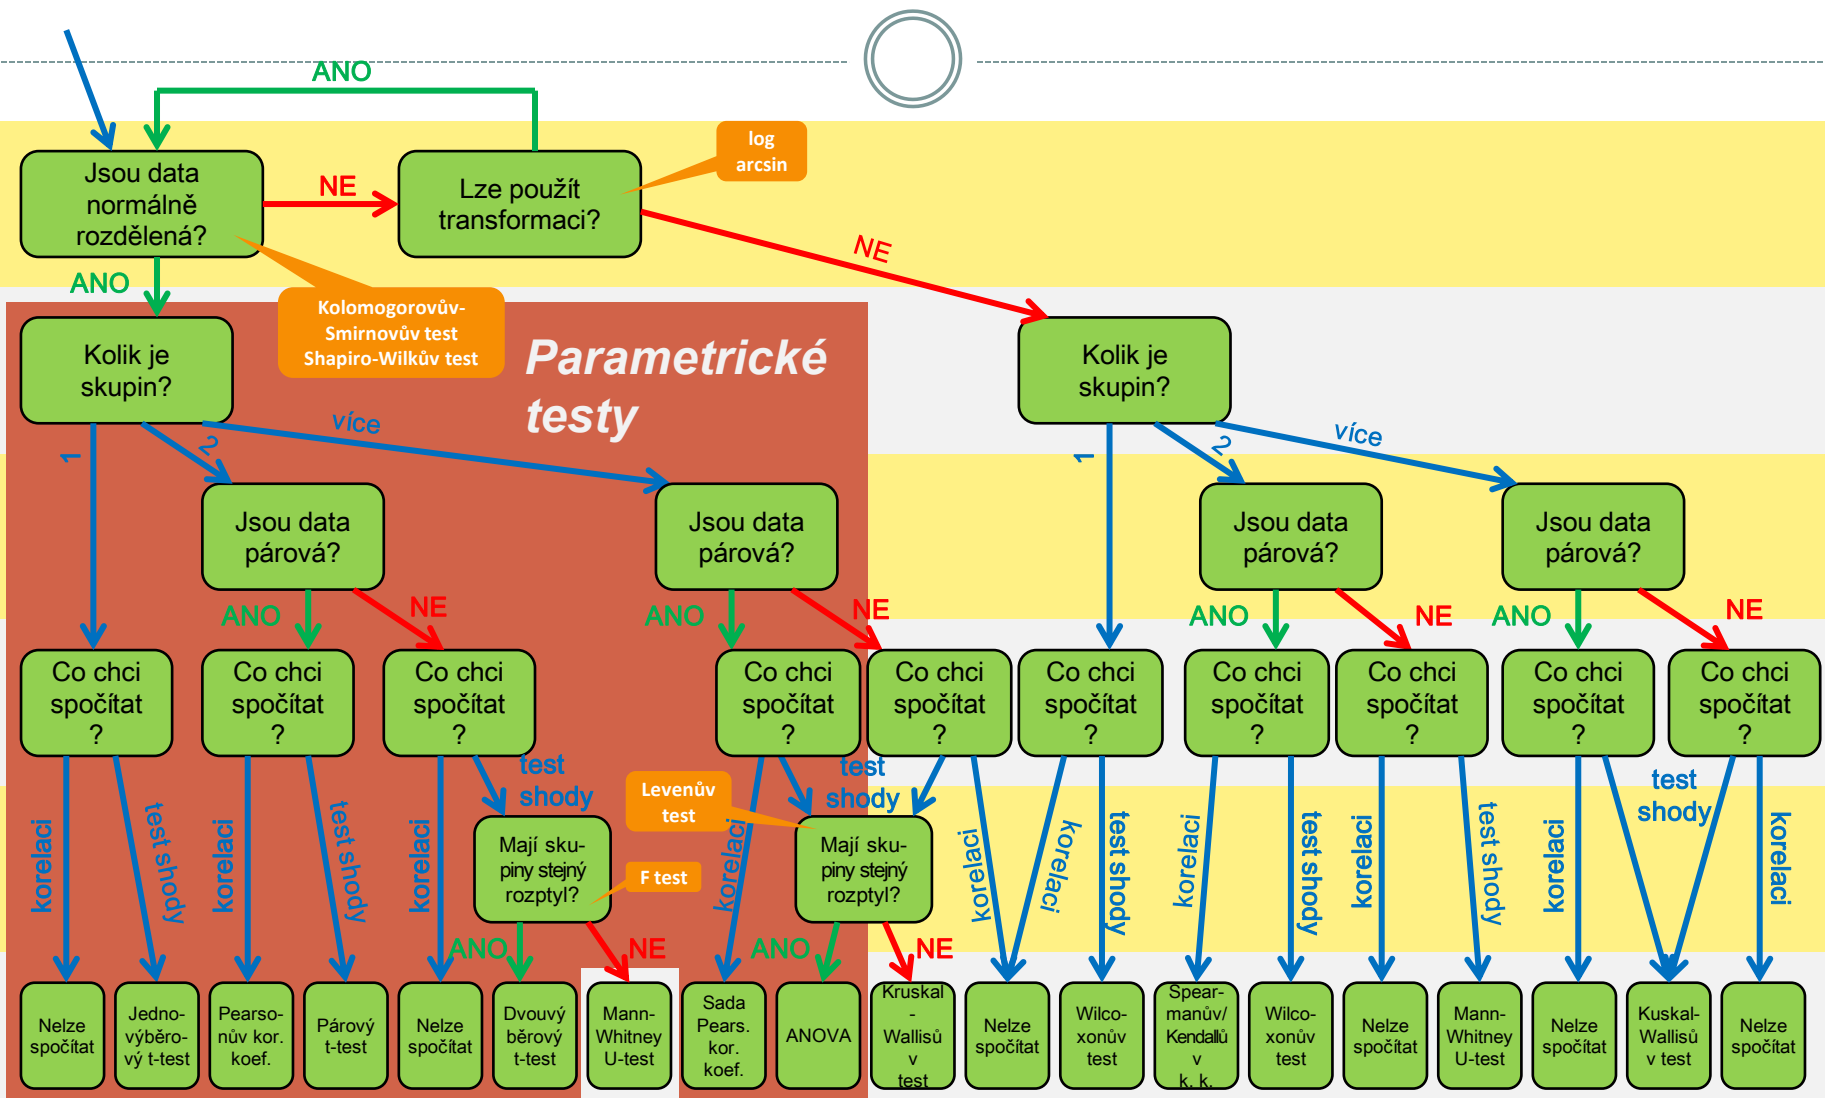 ANO
log
arcsin
Jsou data
normálně
rozdělená?
NE
Lze použít
transformaci?
NE
ANO
Kolomogorovův-
Smirnovův test
Shapiro-Wilkův test
Parametrické
testy
Kolik je
skupin?
Kolik je
skupin?
1
2
více
1
2
více
Jsou data
párová?
Jsou data
párová?
Jsou data
párová?
Jsou data
párová?
ANO
NE
ANO
NE
ANO
NE
ANO
NE
Co chci
spočítat
?
Co chci
spočítat
?
Co chci
spočítat
?
Co chci
spočítat
?
Co chci
spočítat
?
Co chci
spočítat
?
Co chci
spočítat
?
Co chci
spočítat
?
Co chci
spočítat
?
Co chci
spočítat
?
test
shody
test
shody
test
shody
Levenův
test
F test
Mají sku-
piny stejný
rozptyl?
Mají sku-
piny stejný
rozptyl?
korelaci
test shody
korelaci
test shody
korelaci
korelaci
korelaci
korelaci
test shody
korelaci
test shody
korelaci
test shody
korelaci
korelaci
ANO
NE
ANO
NE
Nelze
spočítat
Jedno-
výběro-
vý t-test
Pearso-
nův kor.
koef.
Párový
t-test
Nelze
spočítat
Dvouvý
běrový
t-test
Mann-
Whitney
U-test
Sada
Pears.
kor.
koef.
ANOVA
Kruskal
-
Wallisů
v
test
Nelze
spočítat
Wilco-
xonův
test
Spear-
manův/
Kendallů
v
k. k.
Wilco-
xonův
test
Nelze
spočítat
Mann-
Whitney
U-test
Nelze
spočítat
Kuskal-
Wallisů
v test
Nelze
spočítat